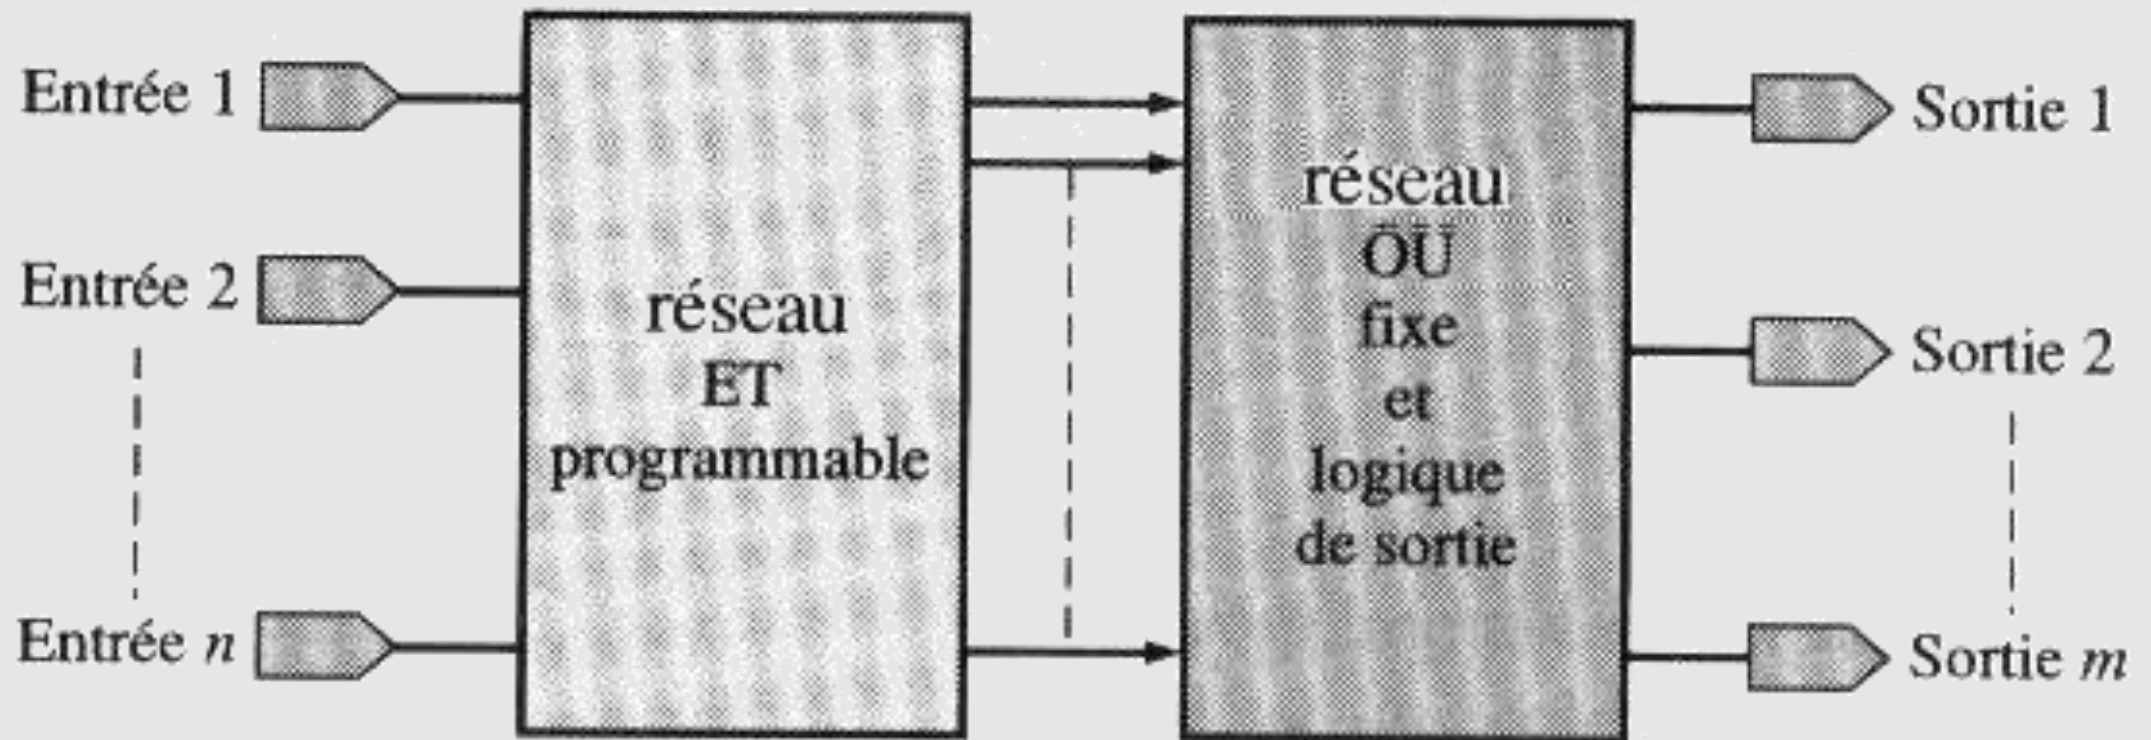 Entrée 1
Entrée 2
Entrée n
réseau
ET
programmable
réseau
OU
fixe
et
logique
de sortie
Sortie 1
Sortie 2
Sortie m